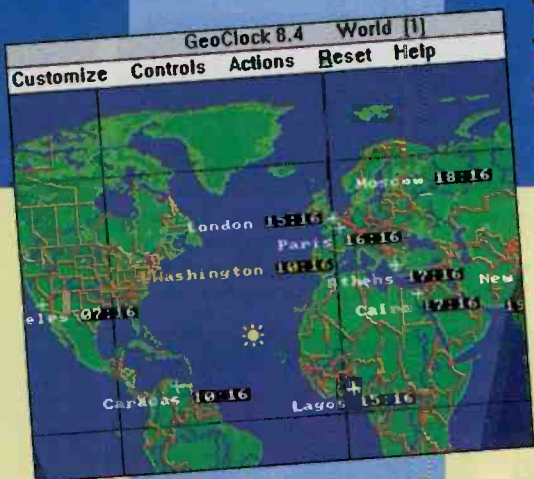 GeoClock 8.4 World [1]
Customize Controls Actions Reset Help
Moscow 18:16
London 15:16
Paris 16:16
Washington 10:16
Athens 17:16
New
Cairo 17:16
eles 07:16
Caracas 10:16
Lagos 15:16